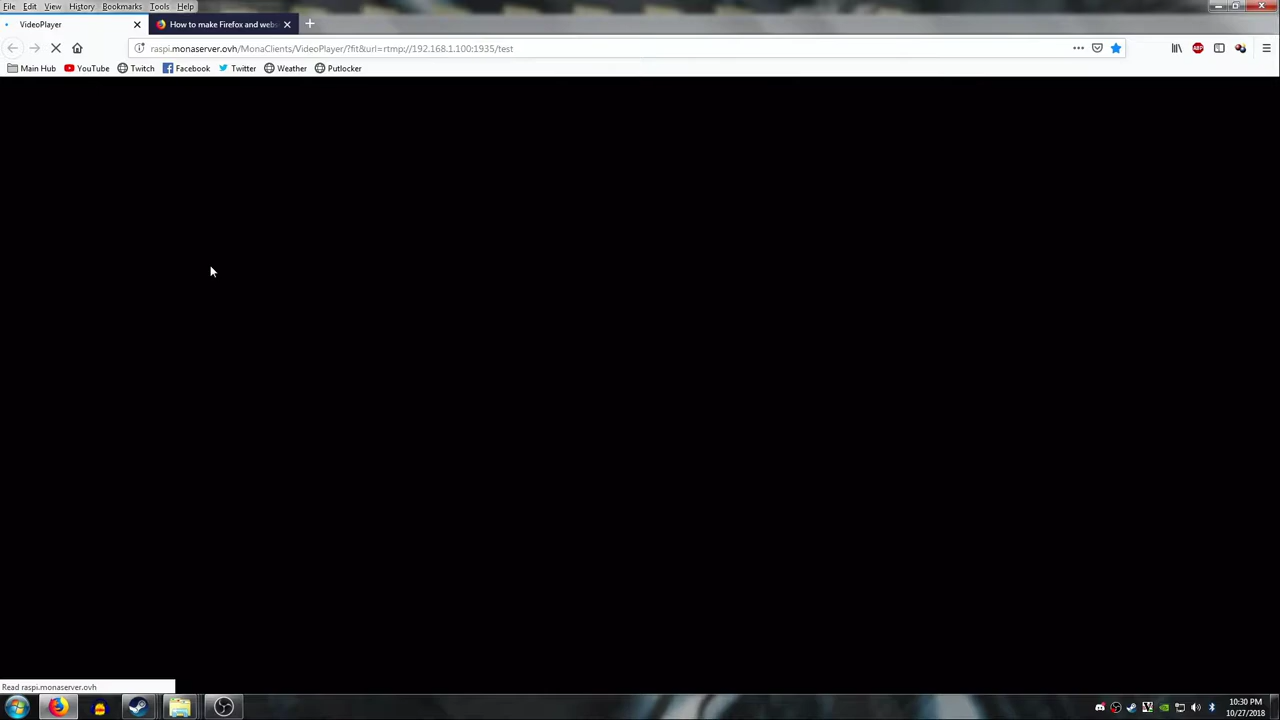 File Edit View History Bookmarks Tools Help
VideoPlayer How to make Firefox and web
raspi.monaserver.ovh/MonaClients/VideoPlayer/?fit&url=rtmp://192.168.1.100:1935/test
ABP
Main Hub YouTube Twitch Facebook Twitter Weather Putlocker
Read raspi.monaserver.ovh
10:30 PM
10/27/2018